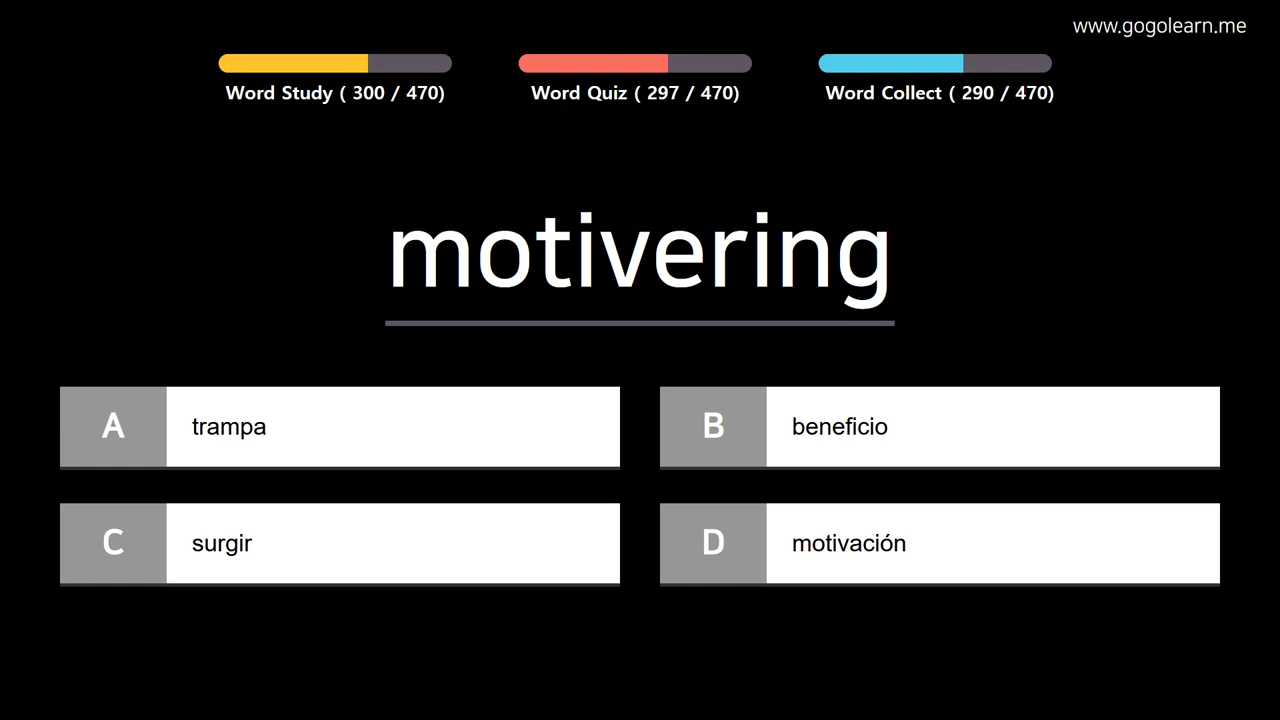 www.gogolearn.me
Word Study ( 300 / 470)
Word Quiz ( 297 / 470)
Word Collect ( 290 / 470)
motivering
A trampa
B beneficio
C surgir
D motivación